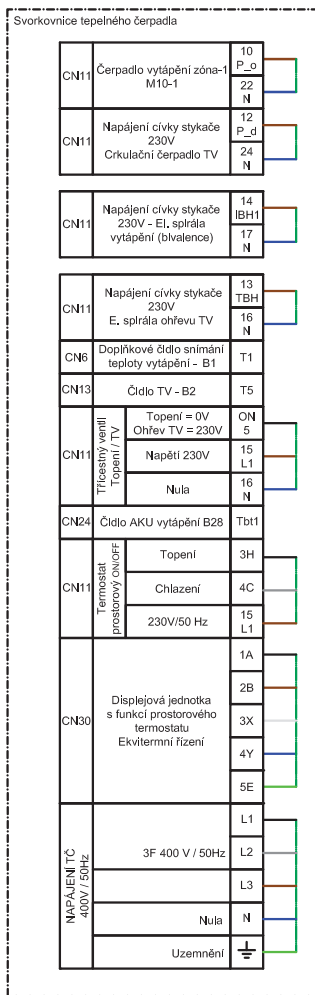 Svorkovnice tepelného čerpadla
CN11
Čerpadlo vytápění zóna-1
M10-1
10
P_o
22
N
CN11
Napájení cívky stykače
230V
Crkulační čerpadlo TV
12
P_d
24
N
CN11
Napájení cívky stykače
230V - El. spirála
vytápění (bivalence)
14
IBH1
17
N
CN11
Napájení cívky stykače
230V
E. spirála ohřevu TV
13
TBH
16
N
CN6
Doplňkové čidlo snímání
teploty vytápění - B1
T1
CN13
Čidlo TV - B2
T5
CN11
Třícestný ventil
Topení / TV
Topení = 0V
Ohřev TV = 230V
ON
5
Napětí 230V
15
L1
Nula
16
N
CN24
Čidlo AKU vytápění B28
Tbt1
CN11
Termostat
prostorový ON/OFF
Topení
3H
Chlazení
4C
230V/50 Hz
15
L1
CN30
Displejová jednotka
s funkcí prostorového
termostatu
Ekvitermní řízení
1A
2B
3X
4Y
5E
NAPÁJENÍ TČ
400V / 50Hz
L1
3F 400 V / 50Hz
L2
L3
Nula
N
Uzemnění